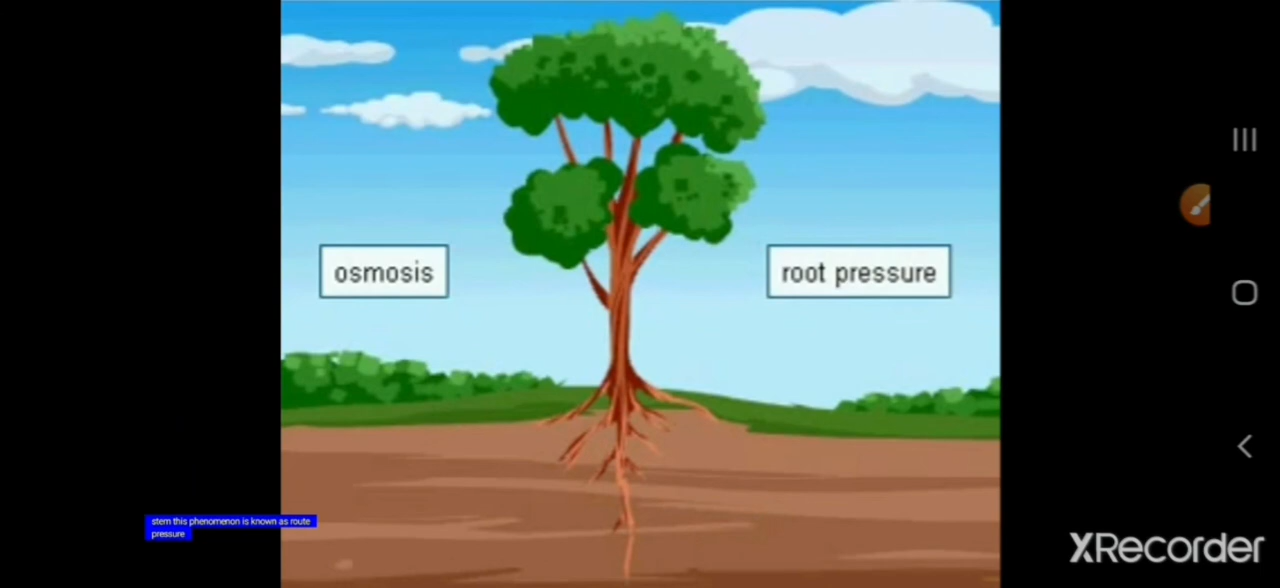 osmosis
root pressure
stem this phenomenon is known as route
pressure
XRecorder